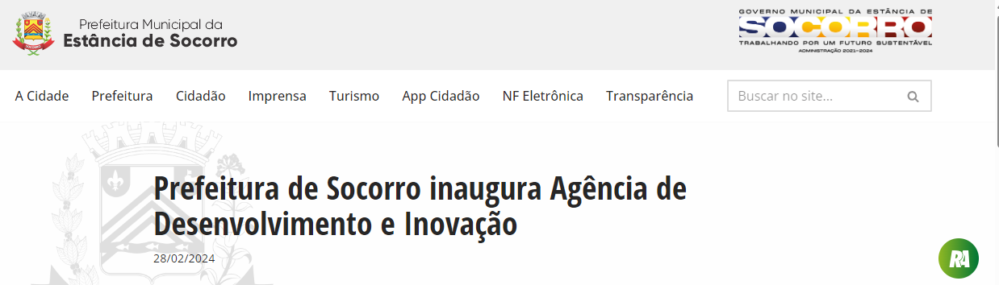 Prefeitura Municipal da
Estância de Socorro
SOCORRO
GOVERNO MUNICIPAL DA ESTÂNCIA DE
SOCORRO
TRABALHANDO POR UM FUTURO SUSTENTÁVEL
ADMINISTRAÇÃO 2021-2024
A Cidade Prefeitura Cidadão Imprensa Turismo App Cidadão NF Eletrônica Transparência
Buscar no site...
Prefeitura de Socorro inaugura Agência de
Desenvolvimento e Inovação
28/02/2024
RA